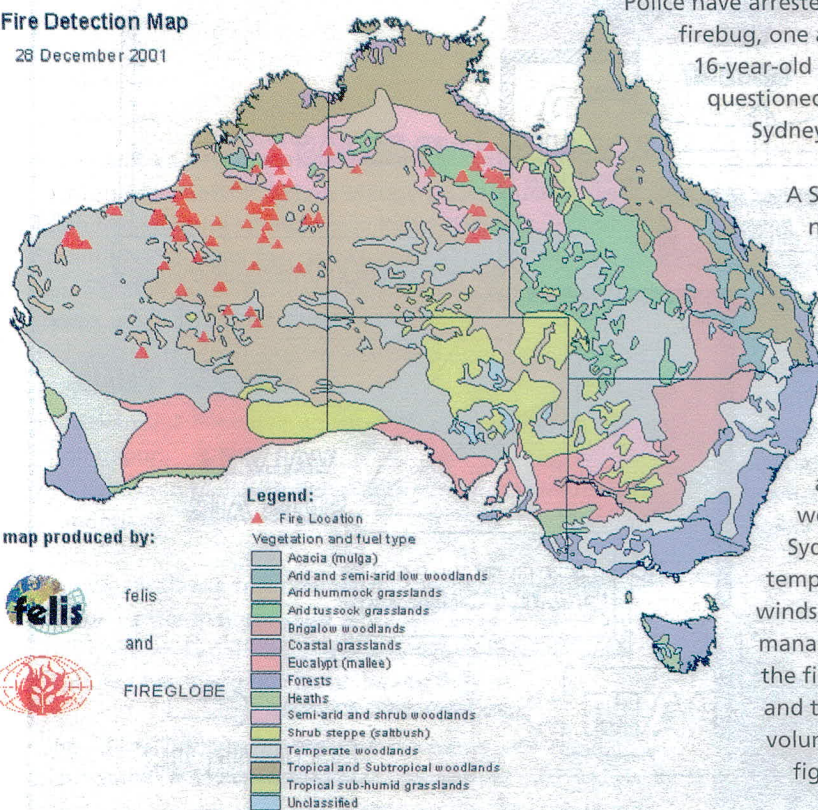 Fire Detection Map
28 December 2001
Police have arrested
firebug, one a
16-year-old
questioned
Sydney
A S
Legend:
Fire Location
Vegetation and fuel type
Acacia (mulga)
Arid and semi-arid low woodlands
Arid hummock grasslands
Arid tussock grasslands
Brigalow woodlands
Coastal grasslands
Eucalypt (mallee)
Forests
Heaths
Semi-arid and shrub woodlands
Shrub steppe (saltbush)
Temperate woodlands
Tropical and Subtropical woodlands
Tropical sub-humid grasslands
Unclassified
map produced by:
felis
felis
and
FIREGLOBE
we
Syd
temp
winds
mana
the fi
and t
volun
fig